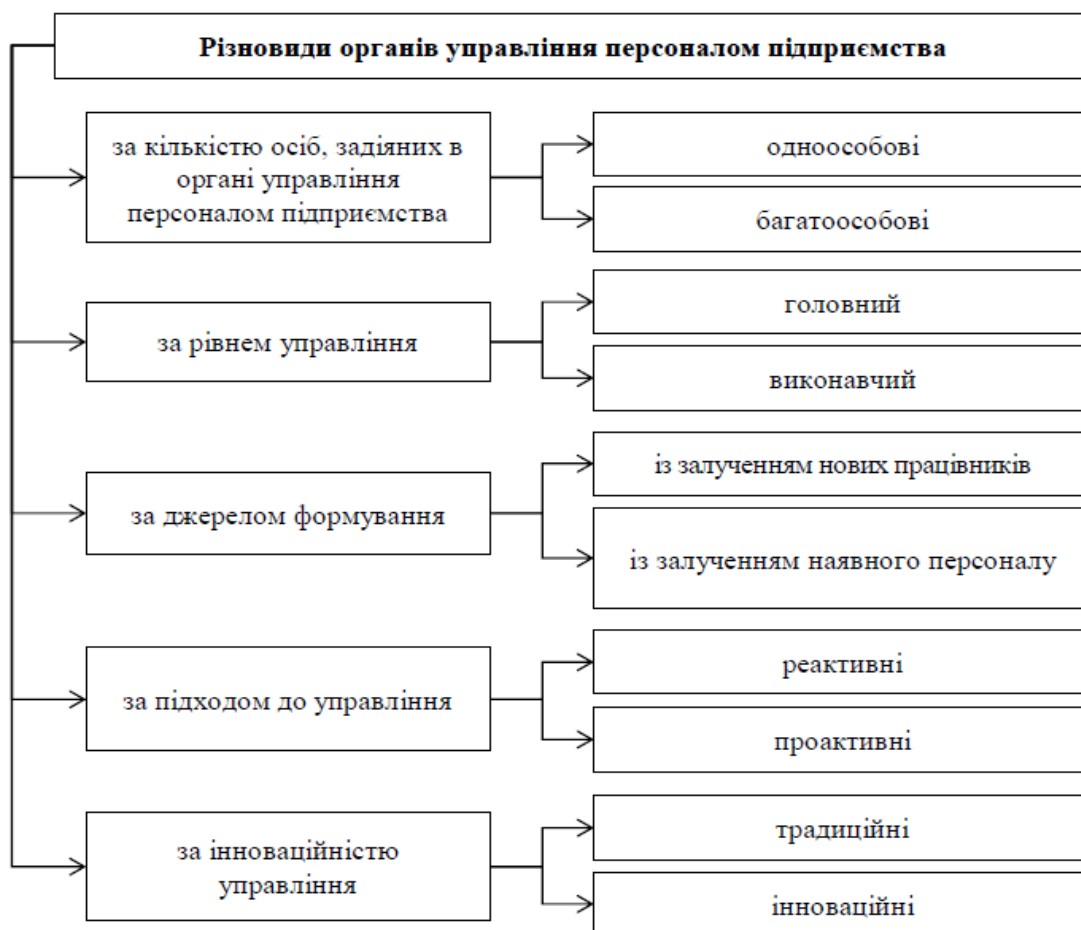 Різновиди органів управління персоналом підприємства
за кількістю осіб, задіяних в
органі управління
персоналом підприємства
одноособові
багатоособові
за рівнем управління
головний
виконавчий
за джерелом формування
із залученням нових працівників
із залученням наявного персоналу
за підходом до управління
реактивні
проактивні
за інноваційністю
управління
традиційні
інноваційні